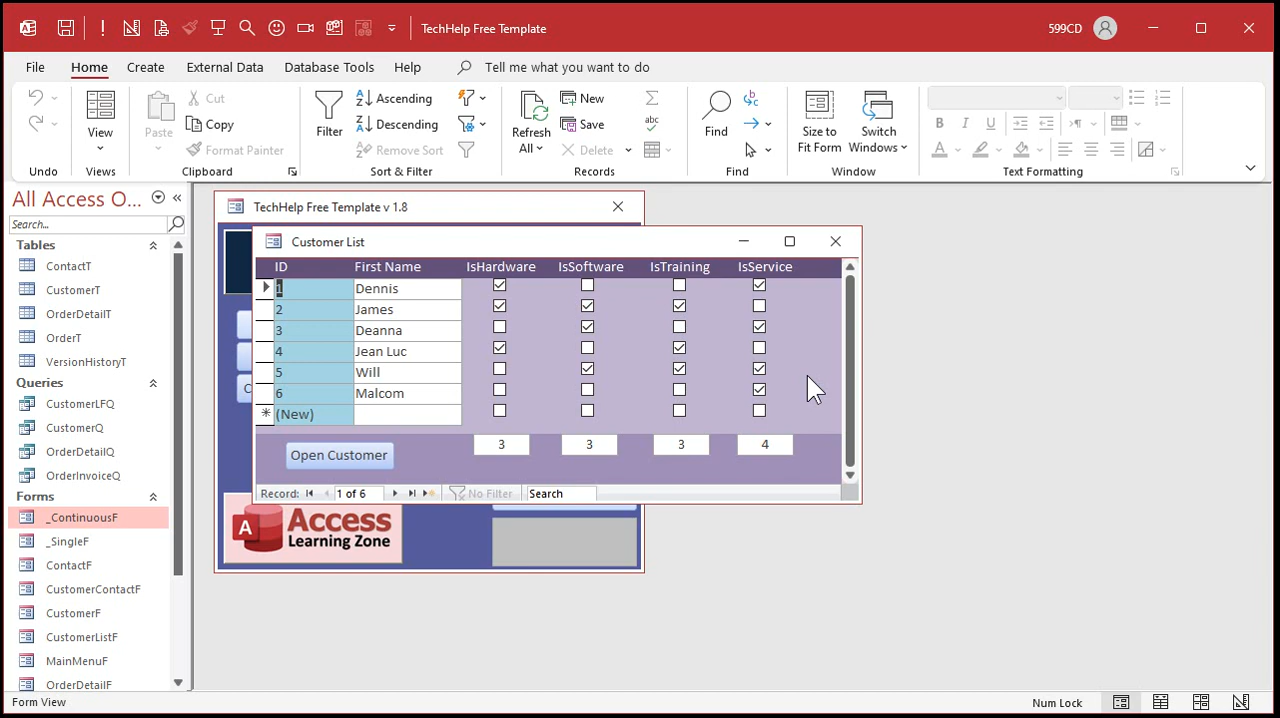 TechHelp Free Template
599CD
File Home Create External Data Database Tools Help Tell me what you want to do
View
Paste
Cut
Copy
Format Painter
Filter
Ascending
Descending
Remove Sort
Refresh
All
New
Save
Delete
Find
Size to
Fit Form
Switch
Windows
B I U
A
Undo Views Clipboard Sort & Filter Records Find Window Text Formatting
All Access O...
Search...
Tables
ContactT
CustomerT
OrderDetailT
OrderT
VersionHistoryT
Queries
CustomerLFQ
CustomerQ
OrderDetailQ
OrderInvoiceQ
Forms
_ContinuousF
_SingleF
ContactF
CustomerContactF
CustomerF
CustomerListF
MainMenuF
OrderDetailF
TechHelp Free Template v 1.8
C
Customer List
ID First Name IsHardware IsSoftware IsTraining IsService
1 Dennis
2 James
3 Deanna
4 Jean Luc
5 Will
6 Malcom
(New)
Open Customer 3 3 3 4
Record: 1 of 6 No Filter Search
A Access
Learning Zone
Form View
Num Lock